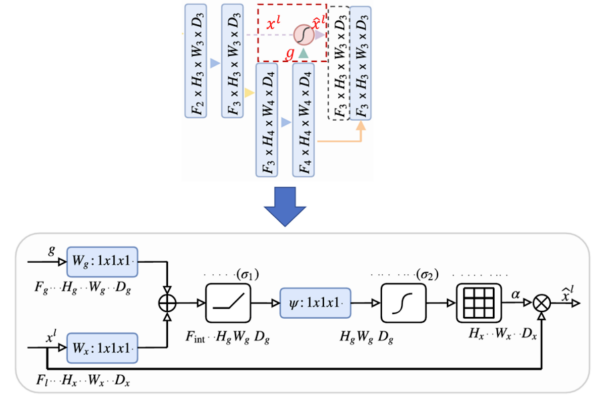 F₂ x H₃ x W₃ x D₃
F₃ x H₃ x W₃ x D₃
xˡ
x̂ˡ
g
F₃ x H₃ x W₃ x D₃
F₃ x H₃ x W₃ x D₃
F₃ x H₄ x W₄ x D₄
F₄ x H₄ x W₄ x D₄
g
W_g : 1x1x1
F_g H_g W_g D_g
xˡ
W_x : 1x1x1
F_l H_x W_x D_x
(σ₁)
F_int H_g W_g D_g
ψ: 1x1x1
(σ₂)
H_g W_g D_g
H_x W_x D_x
α
x̂ˡ